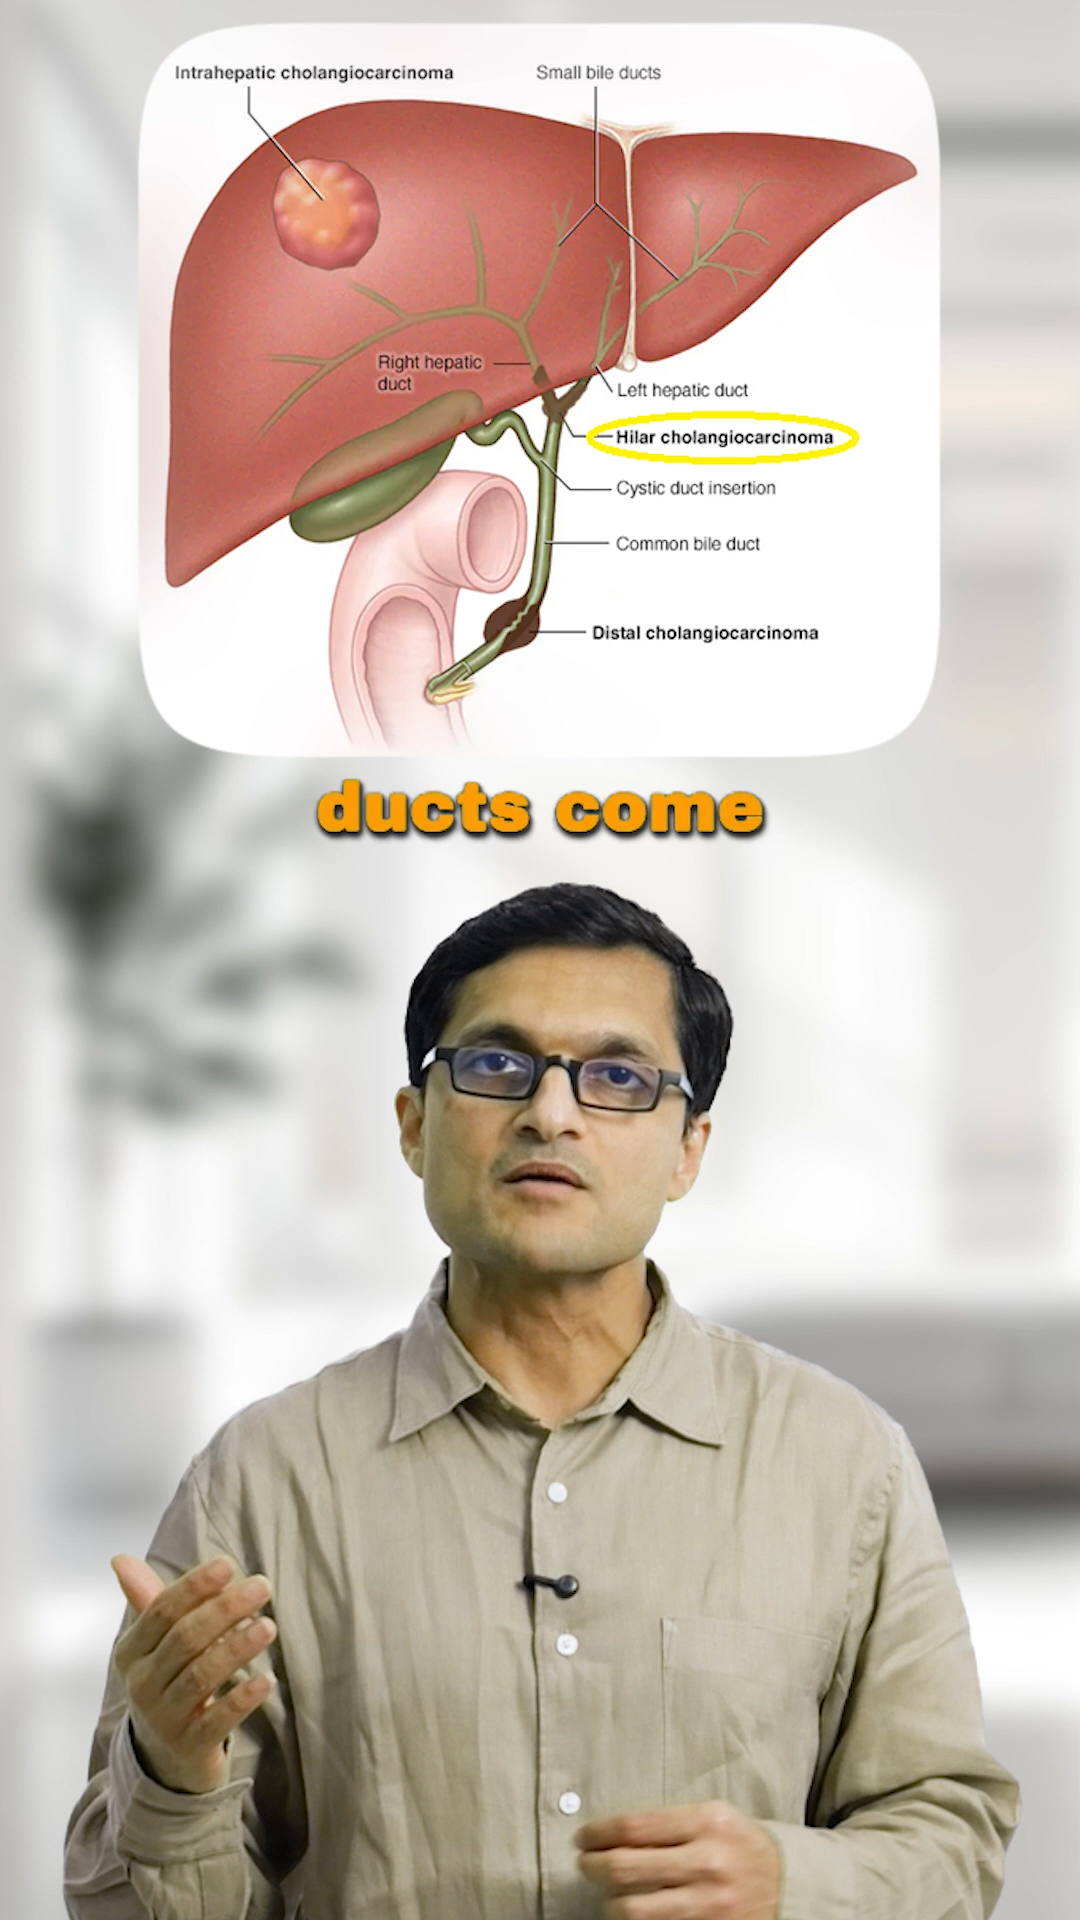 Intrahepatic cholangiocarcinoma
Small bile ducts
Right hepatic
duct
Left hepatic duct
Hilar cholangiocarcinoma
Cystic duct insertion
Common bile duct
Distal cholangiocarcinoma
ducts come